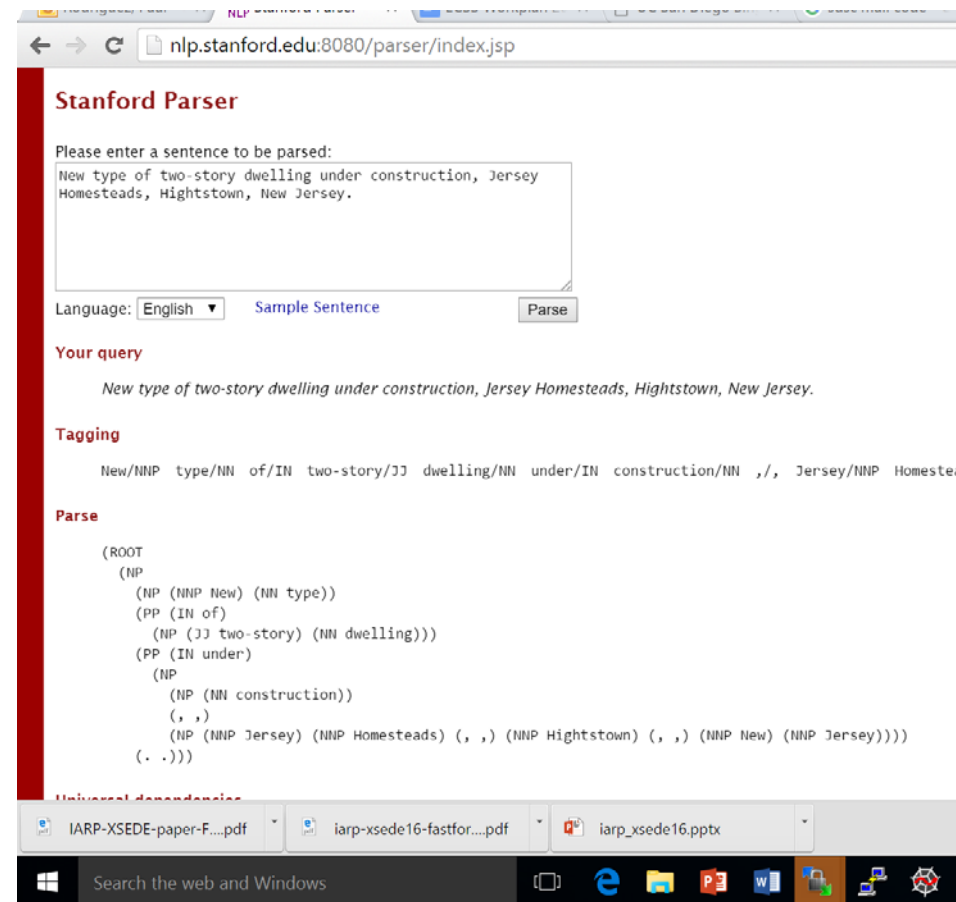 NLP
nlp.stanford.edu:8080/parser/index.jsp
Stanford Parser
Please enter a sentence to be parsed:
New type of two-story dwelling under construction, Jersey
Homesteads, Hightstown, New Jersey.
Language: English ▼ Sample Sentence Parse
Your query
New type of two-story dwelling under construction, Jersey Homesteads, Hightstown, New Jersey.
Tagging
New/NNP type/NN of/IN two-story/JJ dwelling/NN under/IN construction/NN ,/, Jersey/NNP Homestea
Parse
(ROOT
(NP
(NP (NNP New) (NN type))
(PP (IN of)
(NP (JJ two-story) (NN dwelling)))
(PP (IN under)
(NP
(NP (NN construction))
(, ,)
(NP (NNP Jersey) (NNP Homesteads) (, ,) (NNP Hightstown) (, ,) (NNP New) (NNP Jersey))))
(. .)))
Universal dependencies
IARP-XSEDE-paper-F....pdf iarp-xsede16-fastfor....pdf iarp_xsede16.pptx
Search the web and Windows